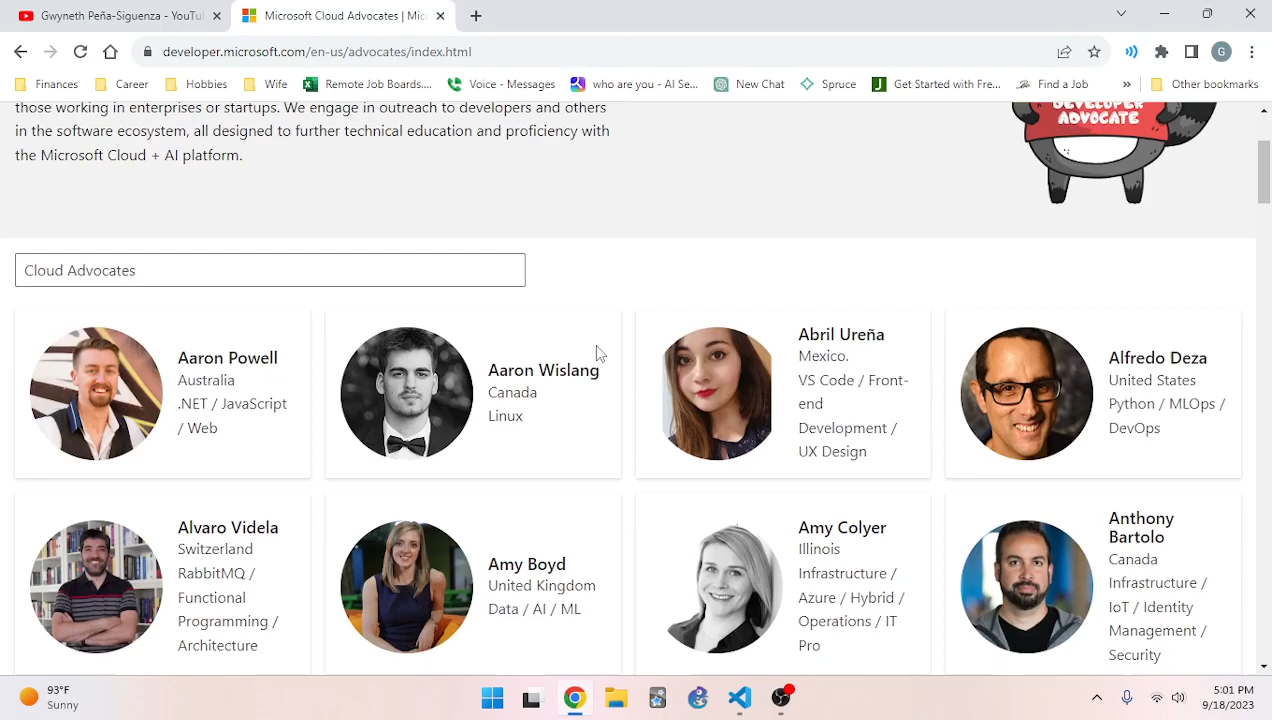 Gwyneth Peña-Siguenza - YouTu
Microsoft Cloud Advocates | Micr
developer.microsoft.com/en-us/advocates/index.html
G
Finances
Career
Hobbies
Wife
Remote Job Boards....
Voice - Messages
who are you - AI Se...
New Chat
Spruce
Get Started with Fre...
Find a Job
»
Other bookmarks
those working in enterprises or startups. We engage in outreach to developers and others
in the software ecosystem, all designed to further technical education and proficiency with
the Microsoft Cloud + AI platform.
DEVELOPER
ADVOCATE
Cloud Advocates
Aaron Powell
Australia
.NET / JavaScript
/ Web
Aaron Wislang
Canada
Linux
Abril Ureña
Mexico.
VS Code / Front-
end
Development /
UX Design
Alfredo Deza
United States
Python / MLOps /
DevOps
Alvaro Videla
Switzerland
RabbitMQ /
Functional
Programming /
Architecture
Amy Boyd
United Kingdom
Data / AI / ML
Amy Colyer
Illinois
Infrastructure /
Azure / Hybrid /
Operations / IT
Pro
Anthony
Bartolo
Canada
Infrastructure /
IoT / Identity
Management /
Security
93°F
Sunny
5:01 PM
9/18/2023